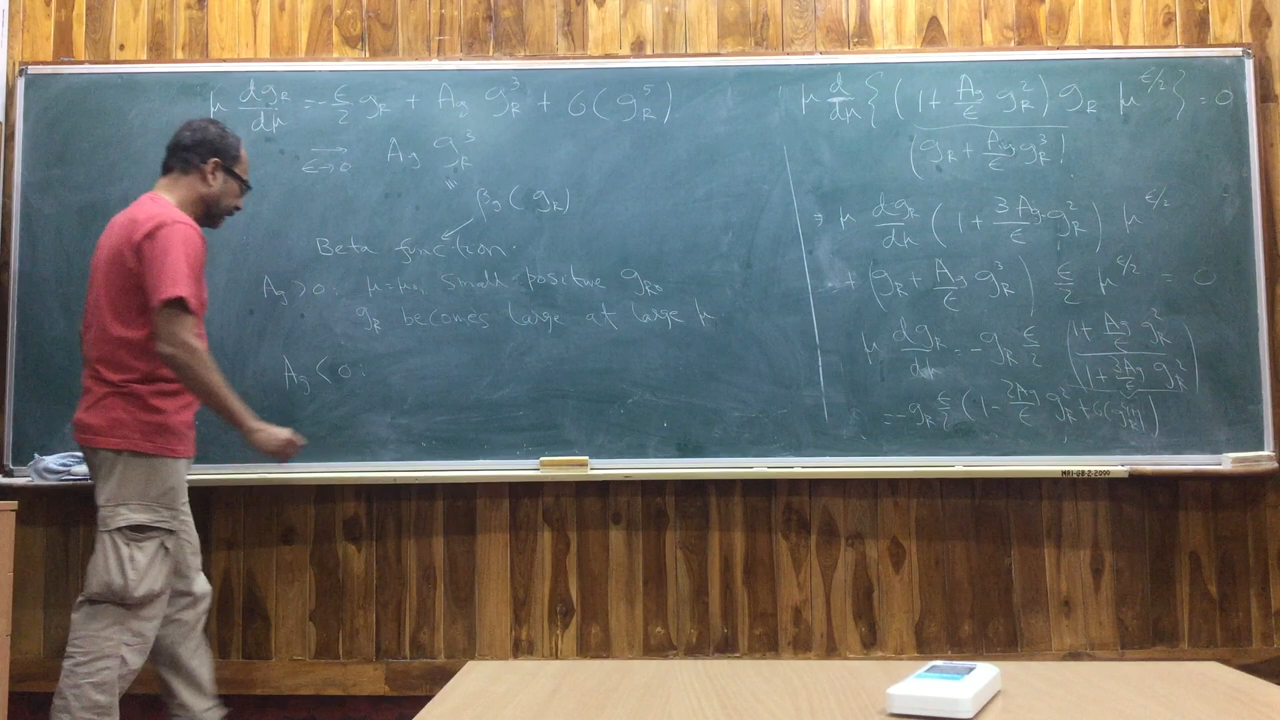 μ dg_R/dμ = -ε/2 g_R + A_g g_R^3 + O(g_R^5)
→ ε→0 A_g g_R^3
"' β_g(g_R)
Beta function.
A_g > 0: μ=μ_0, small positive g_R0
g_R becomes large at large μ
A_g < 0:
μ d/dμ { (1 + A_g/ε g_R^2) g_R μ^{ε/2} } = 0
(g_R + A_g/ε g_R^3)
⇒ μ dg_R/dμ (1 + 3A_g/ε g_R^2) μ^{ε/2}
+ (g_R + A_g/ε g_R^3) ε/2 μ^{ε/2} = 0
μ dg_R/dμ = -g_R ε/2 (1 + A_g/ε g_R^2)/(1 + 3A_g/ε g_R^2)
= -g_R ε/2 (1 - 2A_g/ε g_R^2 + O(g_R^4))
MRI-GB-2-2000